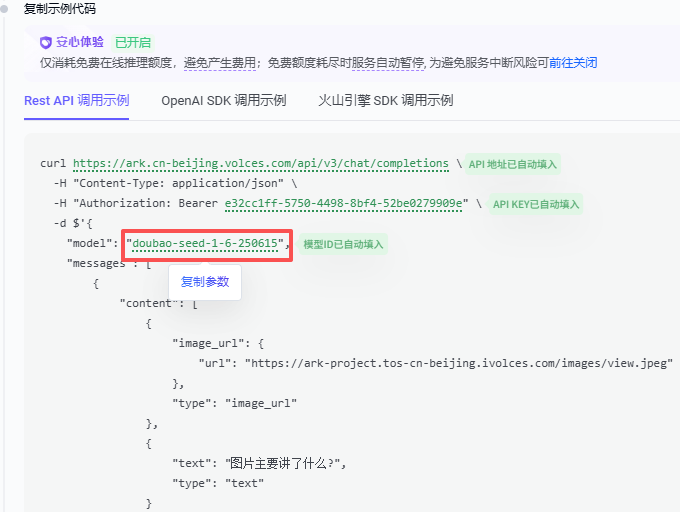 复制示例代码
安心体验 已开启
仅消耗免费在线推理额度，避免产生费用；免费额度耗尽时服务自动暂停, 为避免服务中断风险可前往关闭
Rest API 调用示例 OpenAI SDK 调用示例 火山引擎 SDK 调用示例
curl https://ark.cn-beijing.volces.com/api/v3/chat/completions \ API 地址已自动填入
-H "Content-Type: application/json" \
-H "Authorization: Bearer e32cc1ff-5750-4498-8bf4-52be0279909e" \ API KEY已自动填入
-d $'{
"model": "doubao-seed-1-6-250615", 模型ID已自动填入
"messages": [
复制参数
{
"content": [
{
"image_url": {
"url": "https://ark-project.tos-cn-beijing.ivolces.com/images/view.jpeg"
},
"type": "image_url"
},
{
"text": "图片主要讲了什么?",
"type": "text"
}